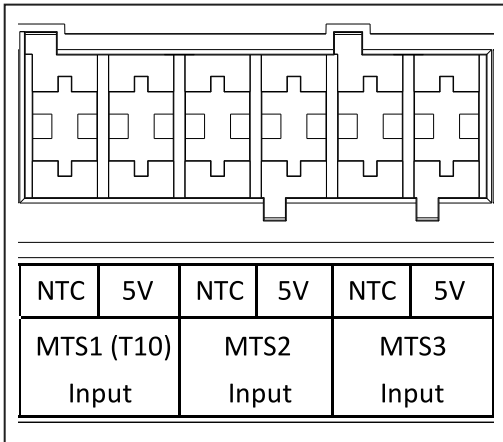 NTC 5V NTC 5V NTC 5V
MTS1 (T10) MTS2 MTS3
Input Input Input